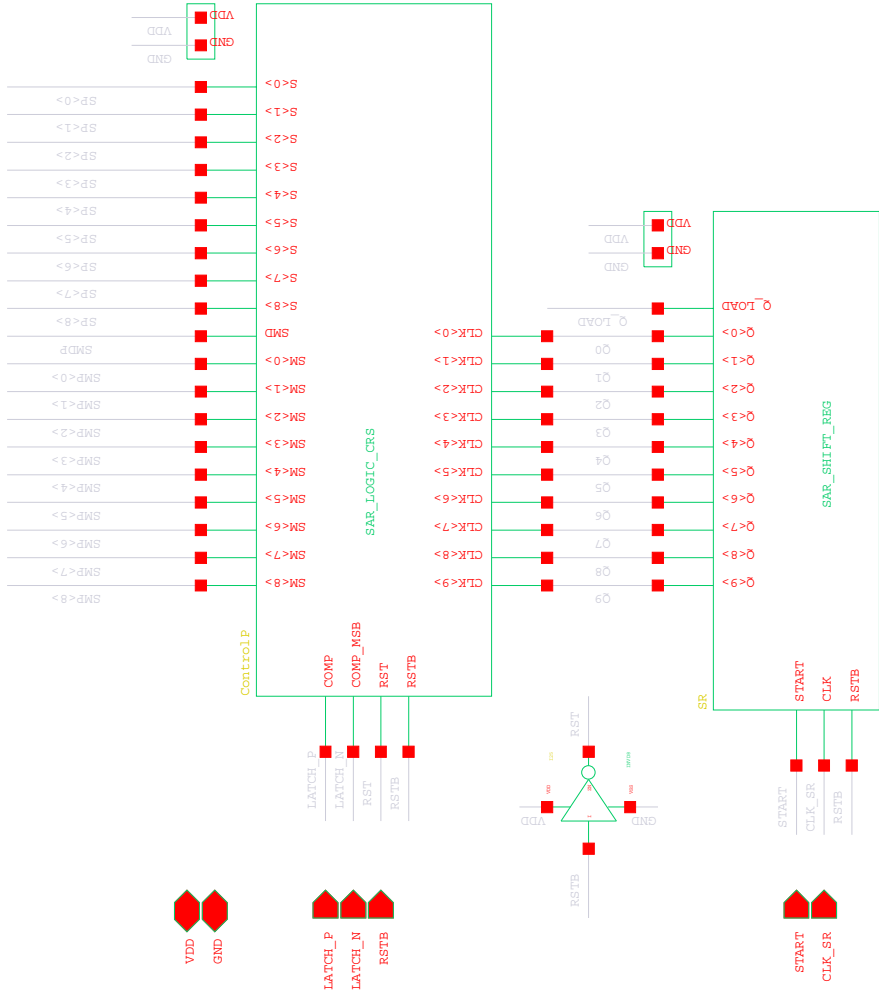 VDD
VDD
GND
GND
S<0>
SP<0>
S<1>
SP<1>
S<2>
SP<2>
S<3>
SP<3>
S<4>
SP<4>
S<5>
SP<5>
S<6>
SP<6>
S<7>
SP<7>
S<8>
SP<8>
SMD
SMDP
SM<0>
SMP<0>
SM<1>
SMP<1>
SM<2>
SMP<2>
SM<3>
SMP<3>
SM<4>
SMP<4>
SM<5>
SMP<5>
SM<6>
SMP<6>
SM<7>
SMP<7>
SM<8>
SMP<8>
SAR_LOGIC_CRS
ControlP
CLK<0>
CLK<1>
CLK<2>
CLK<3>
CLK<4>
CLK<5>
CLK<6>
CLK<7>
CLK<8>
CLK<9>
COMP
COMP_MSB
RST
RSTB
LATCH_P
LATCH_N
RST
RSTB
VDD
VDD
GND
GND
Q_LOAD
Q_LOAD
Q<0>
Q0
Q<1>
Q1
Q<2>
Q2
Q<3>
Q3
Q<4>
Q4
Q<5>
Q5
Q<6>
Q6
Q<7>
Q7
Q<8>
Q8
Q<9>
Q9
SAR_SHIFT_REG
SR
START
CLK
RSTB
START
CLK_SR
RSTB
RST
VDD
GND
RSTB
VDD
GND
LATCH_P
LATCH_N
RSTB
START
CLK_SR